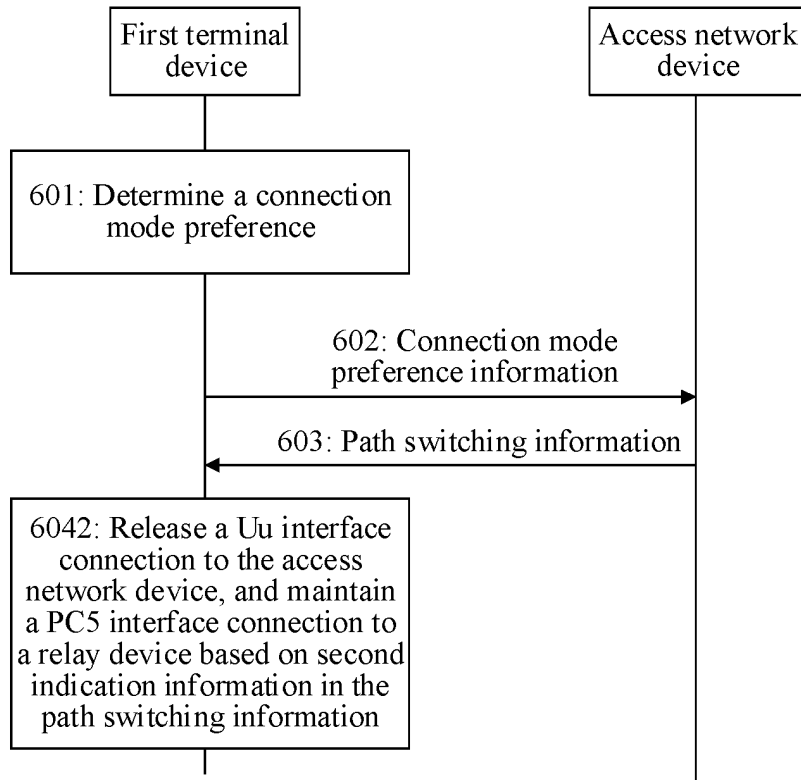 First terminal
device
Access network
device
601: Determine a connection
mode preference
602: Connection mode
preference information
603: Path switching information
6042: Release a Uu interface
connection to the access
network device, and maintain
a PC5 interface connection to
a relay device based on second
indication information in the
path switching information